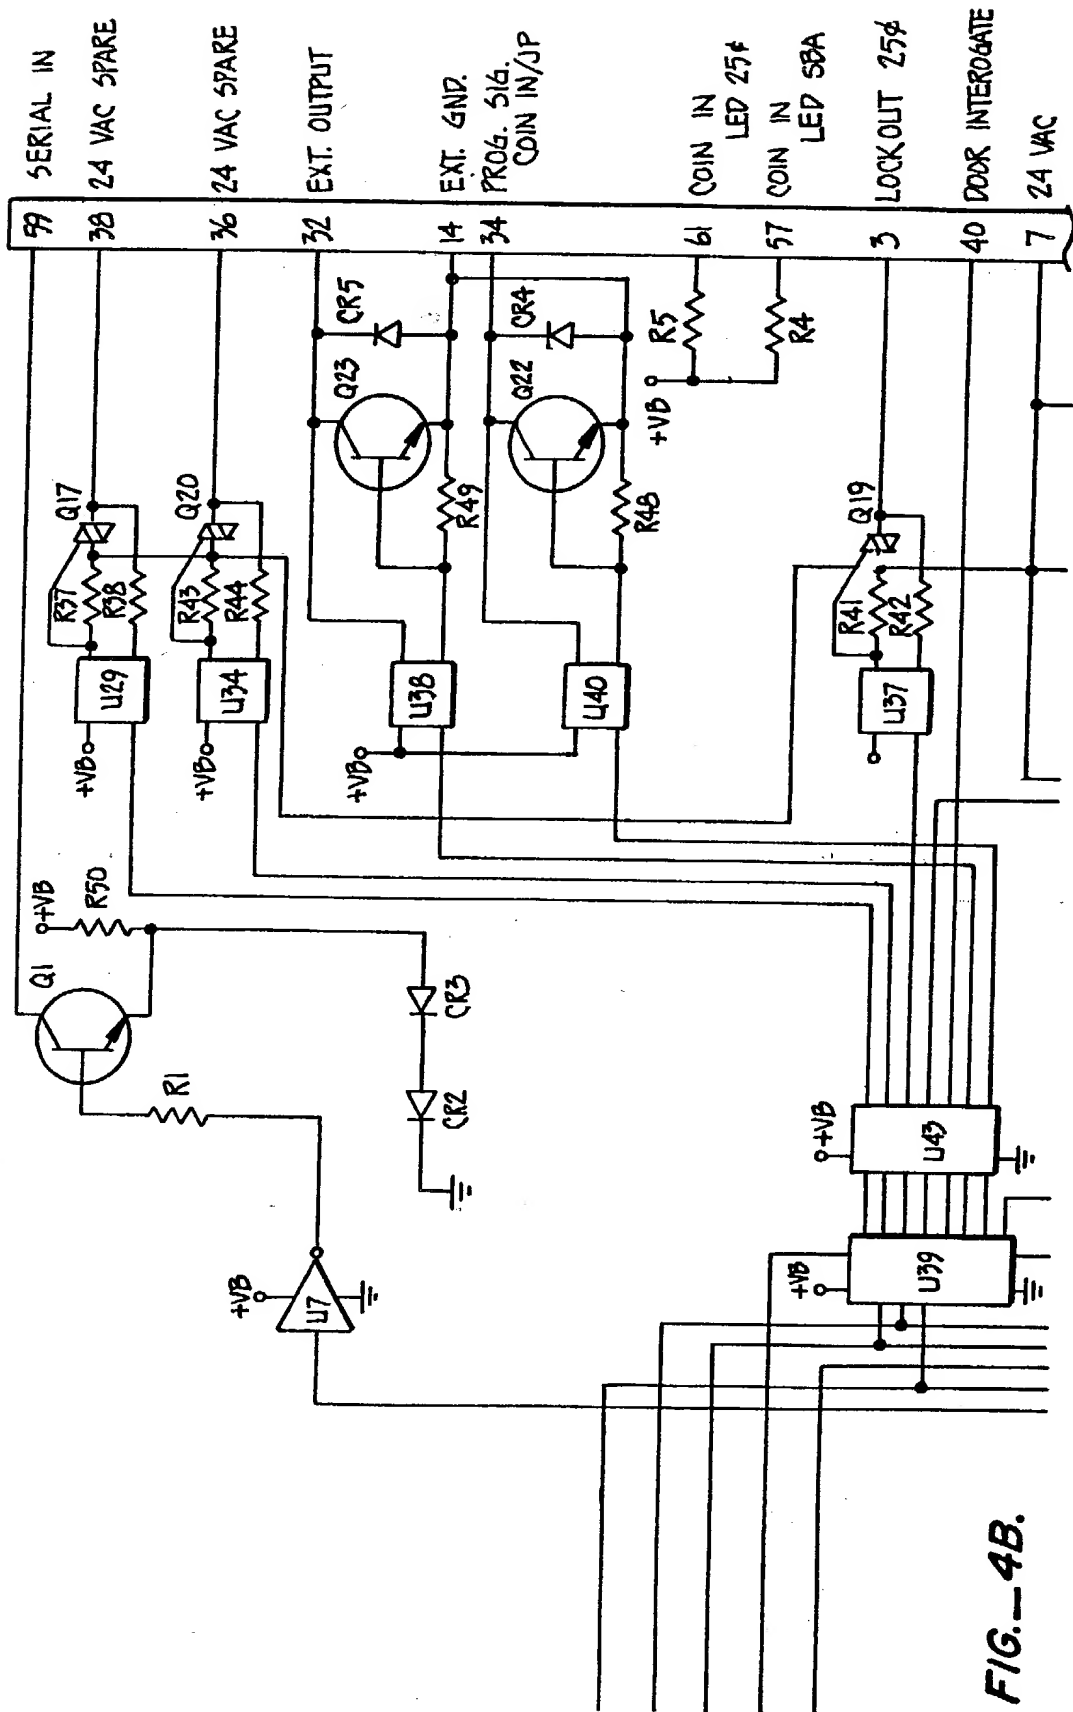 59 SERIAL IN
38 24 VAC SPARE
36 24 VAC SPARE
32 EXT. OUTPUT
14 EXT. GND.
34 PROG. SIG.
COIN IN/JP
61 COIN IN
LED 25¢
57 COIN IN
LED SBA
3 LOCKOUT 25¢
40 DOOR INTEROGATE
7 24 VAC
Q17
R37
R38
U29
+VB
Q20
R43
R44
U34
+VB
CR5
Q23
R49
U38
+VB
CR4
Q22
R48
U40
R5
R4
+VB
Q19
R41
R42
U37
+VB
R50
Q1
R1
CR3
CR2
+VB
U7
+VB
U43
+VB
U39
FIG._4B.